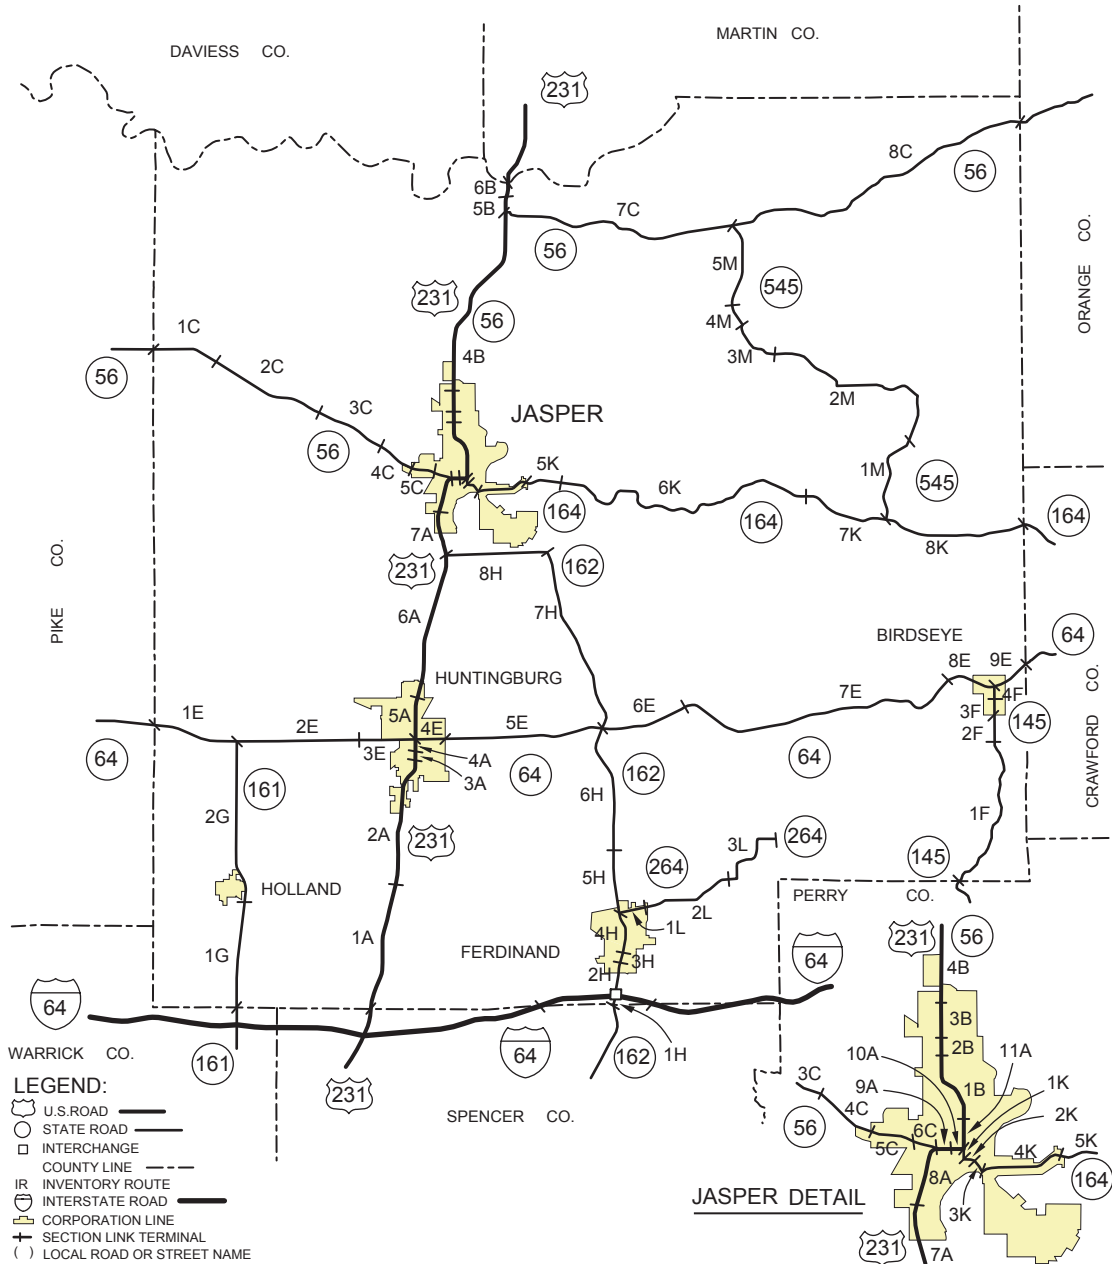 DAVIESS CO.
MARTIN CO.
231
8C
56
6B
5B
7C
56
5M
545
ORANGE CO.
231
56
4M
1C
3M
56
2C
4B
2M
3C
JASPER
56
1M
545
4C
5C
5K
6K
164
164
164
7A
7K
8K
231
8H
162
PIKE CO.
6A
7H
BIRDSEYE
64
8E
9E
HUNTINGBURG
4F
CRAWFORD CO.
1E
2E
5A
4E
5E
6E
7E
3F
145
2F
64
3E
4A
64
162
64
3A
161
6H
2G
2A
231
1F
3L
264
264
145
HOLLAND
5H
PERRY CO.
2L
1L
4H
1G
1A
FERDINAND
3H
2H
64
64
64
162
1H
WARRICK CO.
161
231
SPENCER CO.
LEGEND:
U.S.ROAD
STATE ROAD
INTERCHANGE
COUNTY LINE
IR INVENTORY ROUTE
INTERSTATE ROAD
CORPORATION LINE
SECTION LINK TERMINAL
( ) LOCAL ROAD OR STREET NAME
231
56
4B
3B
2B
11A
10A
3C
9A
1B
1K
2K
56
4C
6C
5C
4K
5K
8A
164
3K
JASPER DETAIL
231
7A